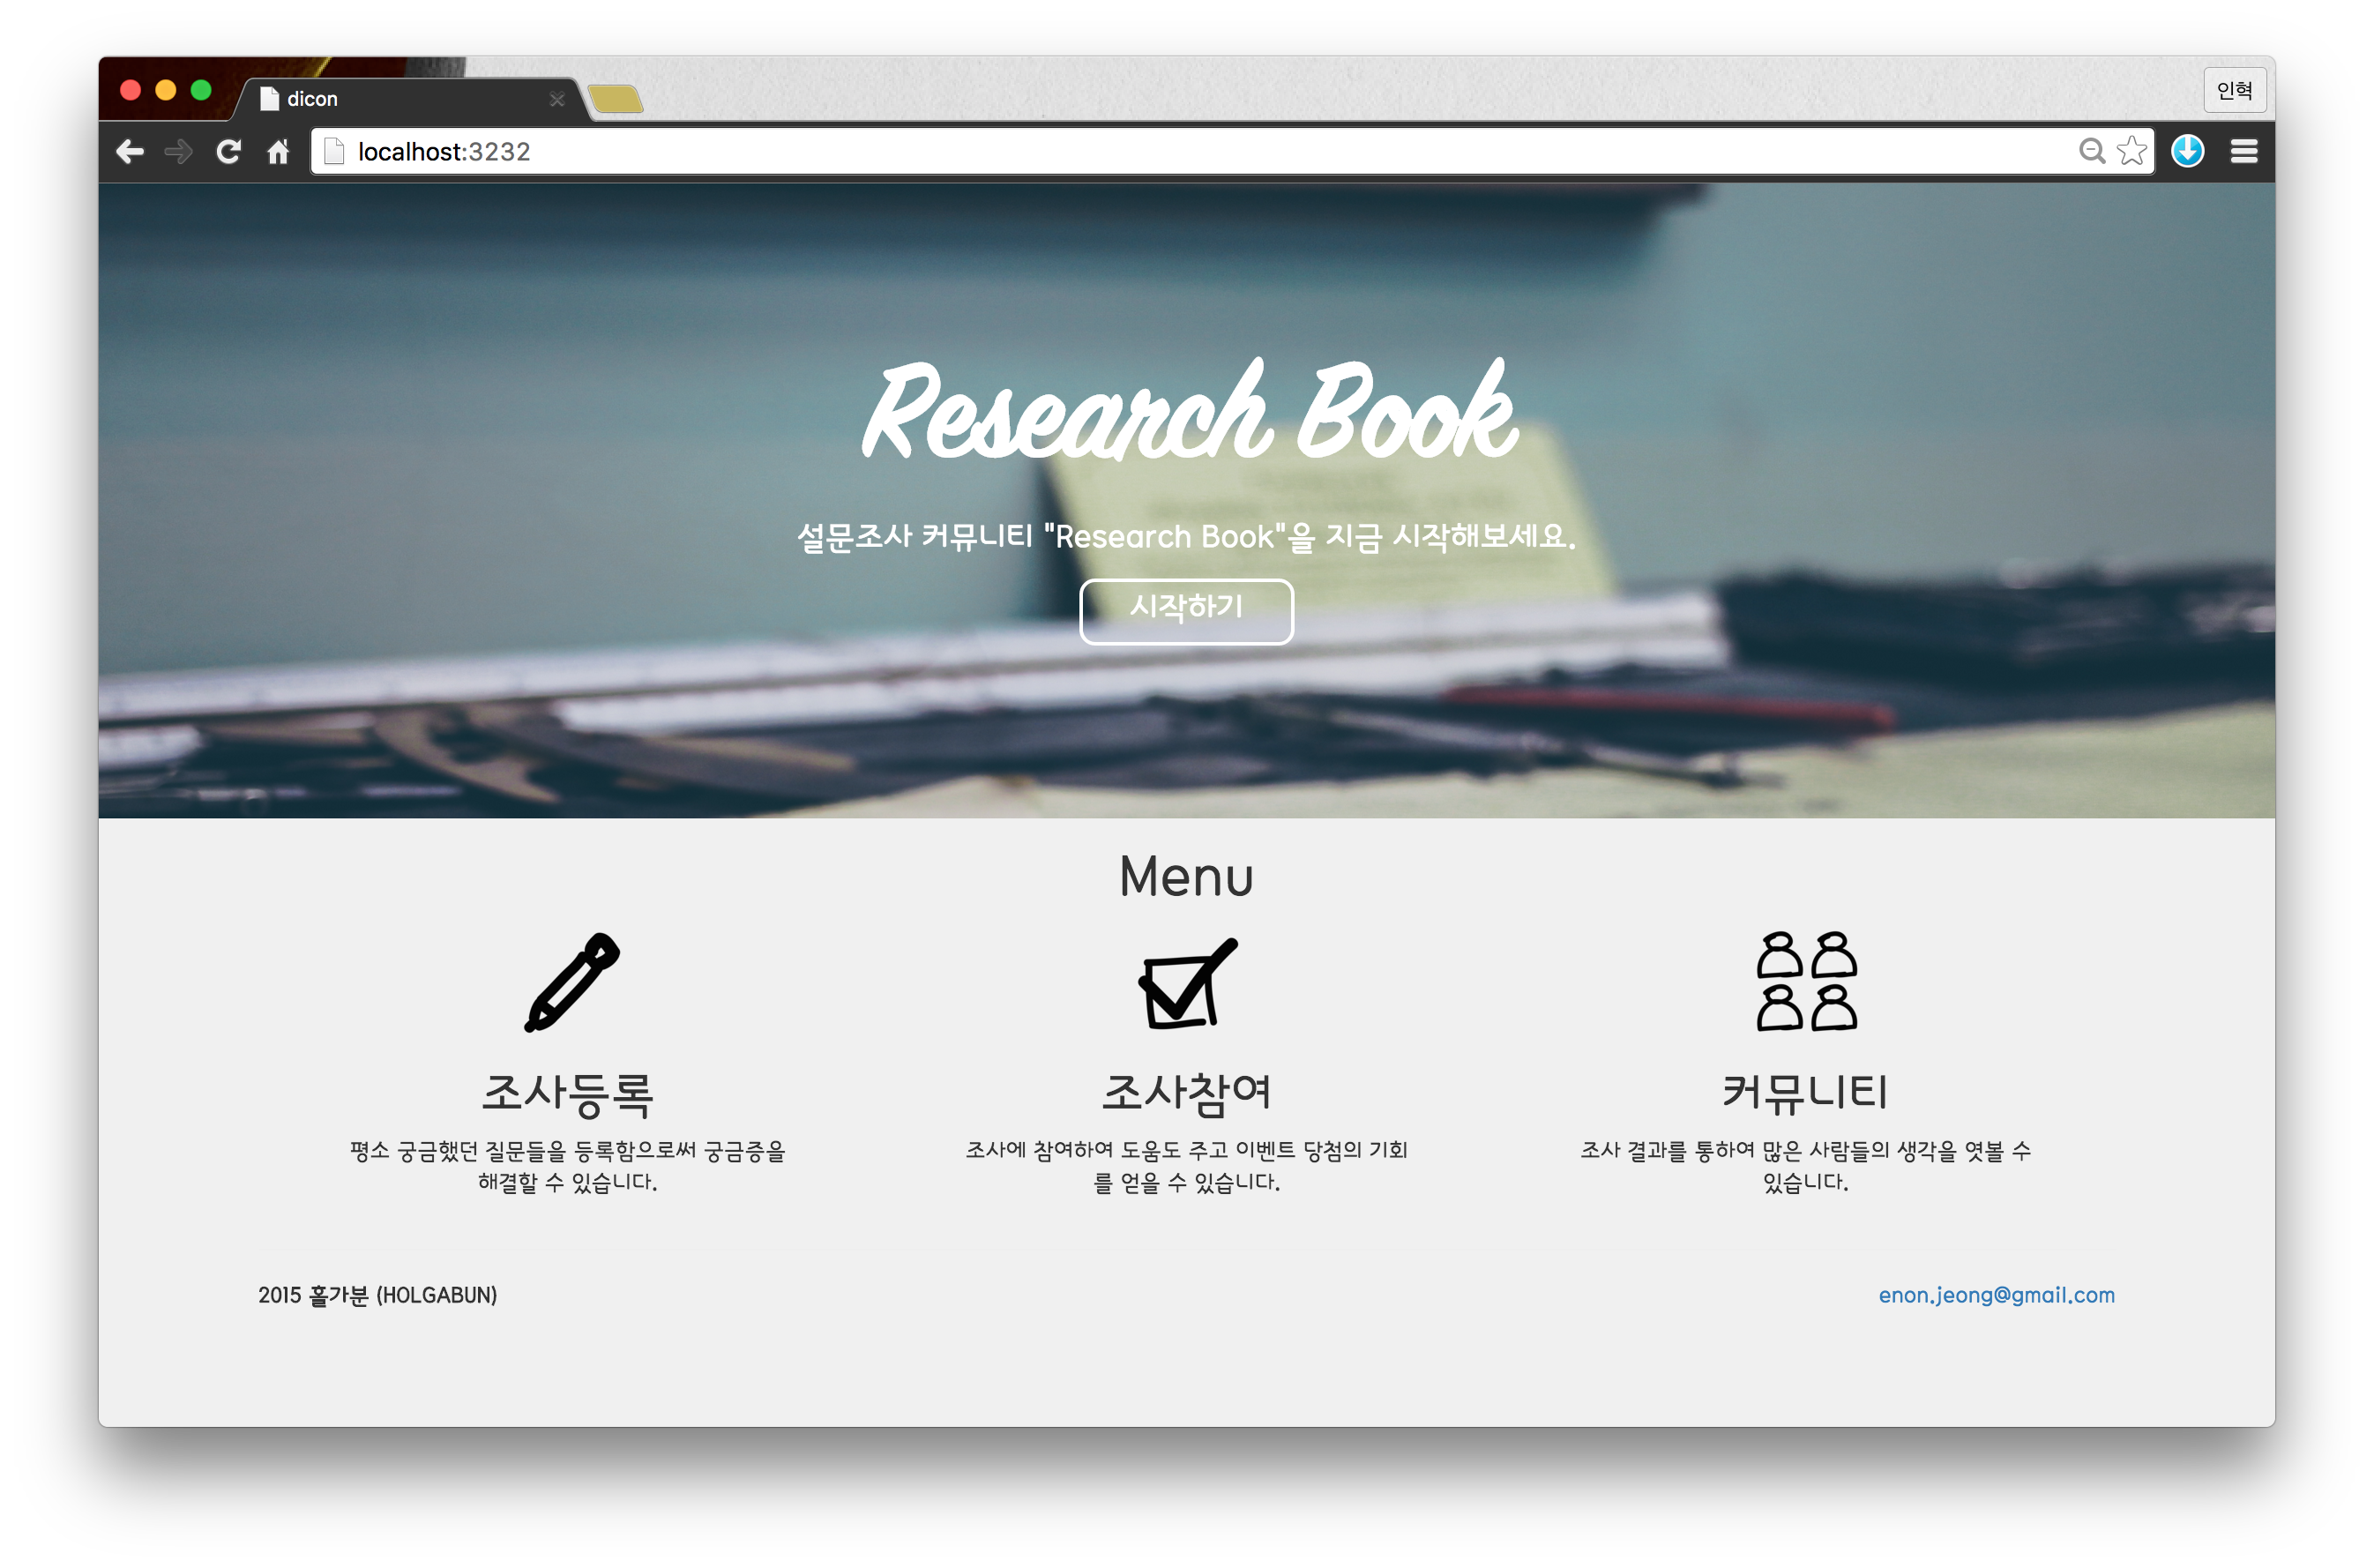 dicon
인혁
localhost:3232
Research Book
설문조사 커뮤니티 "Research Book"을 지금 시작해보세요.
시작하기
Menu
조사등록
평소 궁금했던 질문들을 등록함으로써 궁금증을
해결할 수 있습니다.
조사참여
조사에 참여하여 도움도 주고 이벤트 당첨의 기회
를 얻을 수 있습니다.
커뮤니티
조사 결과를 통하여 많은 사람들의 생각을 엿볼 수
있습니다.
2015 홀가분 (HOLGABUN)
enon.jeong@gmail.com